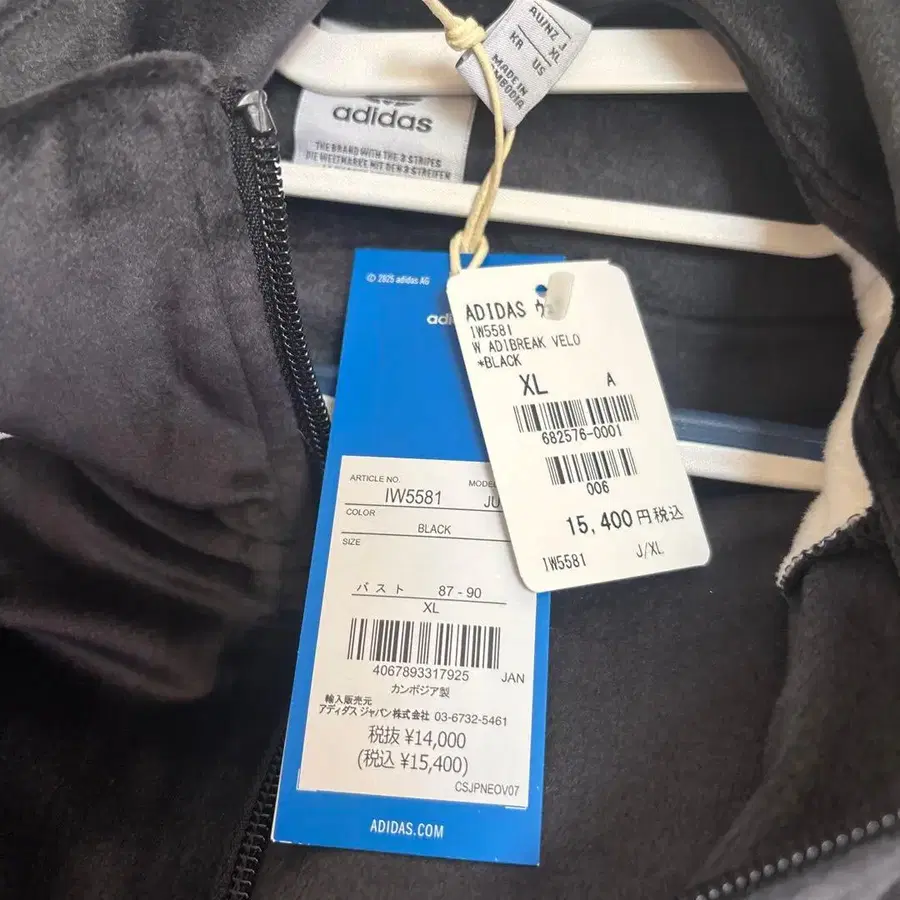 AU/NZ J
XL
KR US
MADE IN
adidas
THE BRAND WITH THE 3 STRIPES
DIE WELTMARKE MIT DEN 3 STREIFEN
© 2025 adidas AG
ADIDAS
IW5581
W ADIBREAK VELO
*BLACK
XL A
682576-0001
006
15,400円税込
IW5581 J/XL
ARTICLE NO.
IW5581
COLOR
BLACK
SIZE
バスト 87-90
XL
4067893317925 JAN
カンボジア製
輸入販売元
アディダス ジャパン株式会社 03-6732-5461
税抜 ¥14,000
(税込 ¥15,400)
CSJPNEOV07
ADIDAS.COM